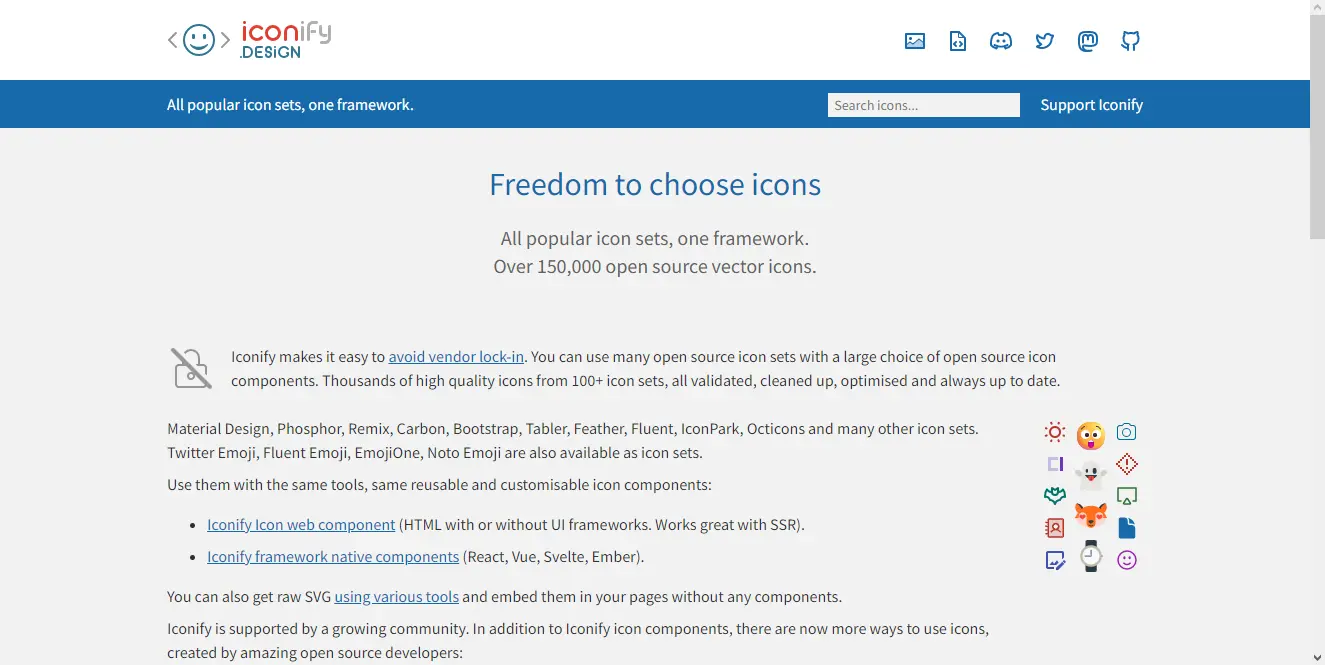 iconify
.DESIGN
All popular icon sets, one framework.
Search icons...
Support Iconify
Freedom to choose icons
All popular icon sets, one framework.
Over 150,000 open source vector icons.
Iconify makes it easy to avoid vendor lock-in. You can use many open source icon sets with a large choice of open source icon
components. Thousands of high quality icons from 100+ icon sets, all validated, cleaned up, optimised and always up to date.
Material Design, Phosphor, Remix, Carbon, Bootstrap, Tabler, Feather, Fluent, IconPark, Octicons and many other icon sets.
Twitter Emoji, Fluent Emoji, EmojiOne, Noto Emoji are also available as icon sets.
Use them with the same tools, same reusable and customisable icon components:
• Iconify Icon web component (HTML with or without UI frameworks. Works great with SSR).
• Iconify framework native components (React, Vue, Svelte, Ember).
You can also get raw SVG using various tools and embed them in your pages without any components.
Iconify is supported by a growing community. In addition to Iconify icon components, there are now more ways to use icons,
created by amazing open source developers: